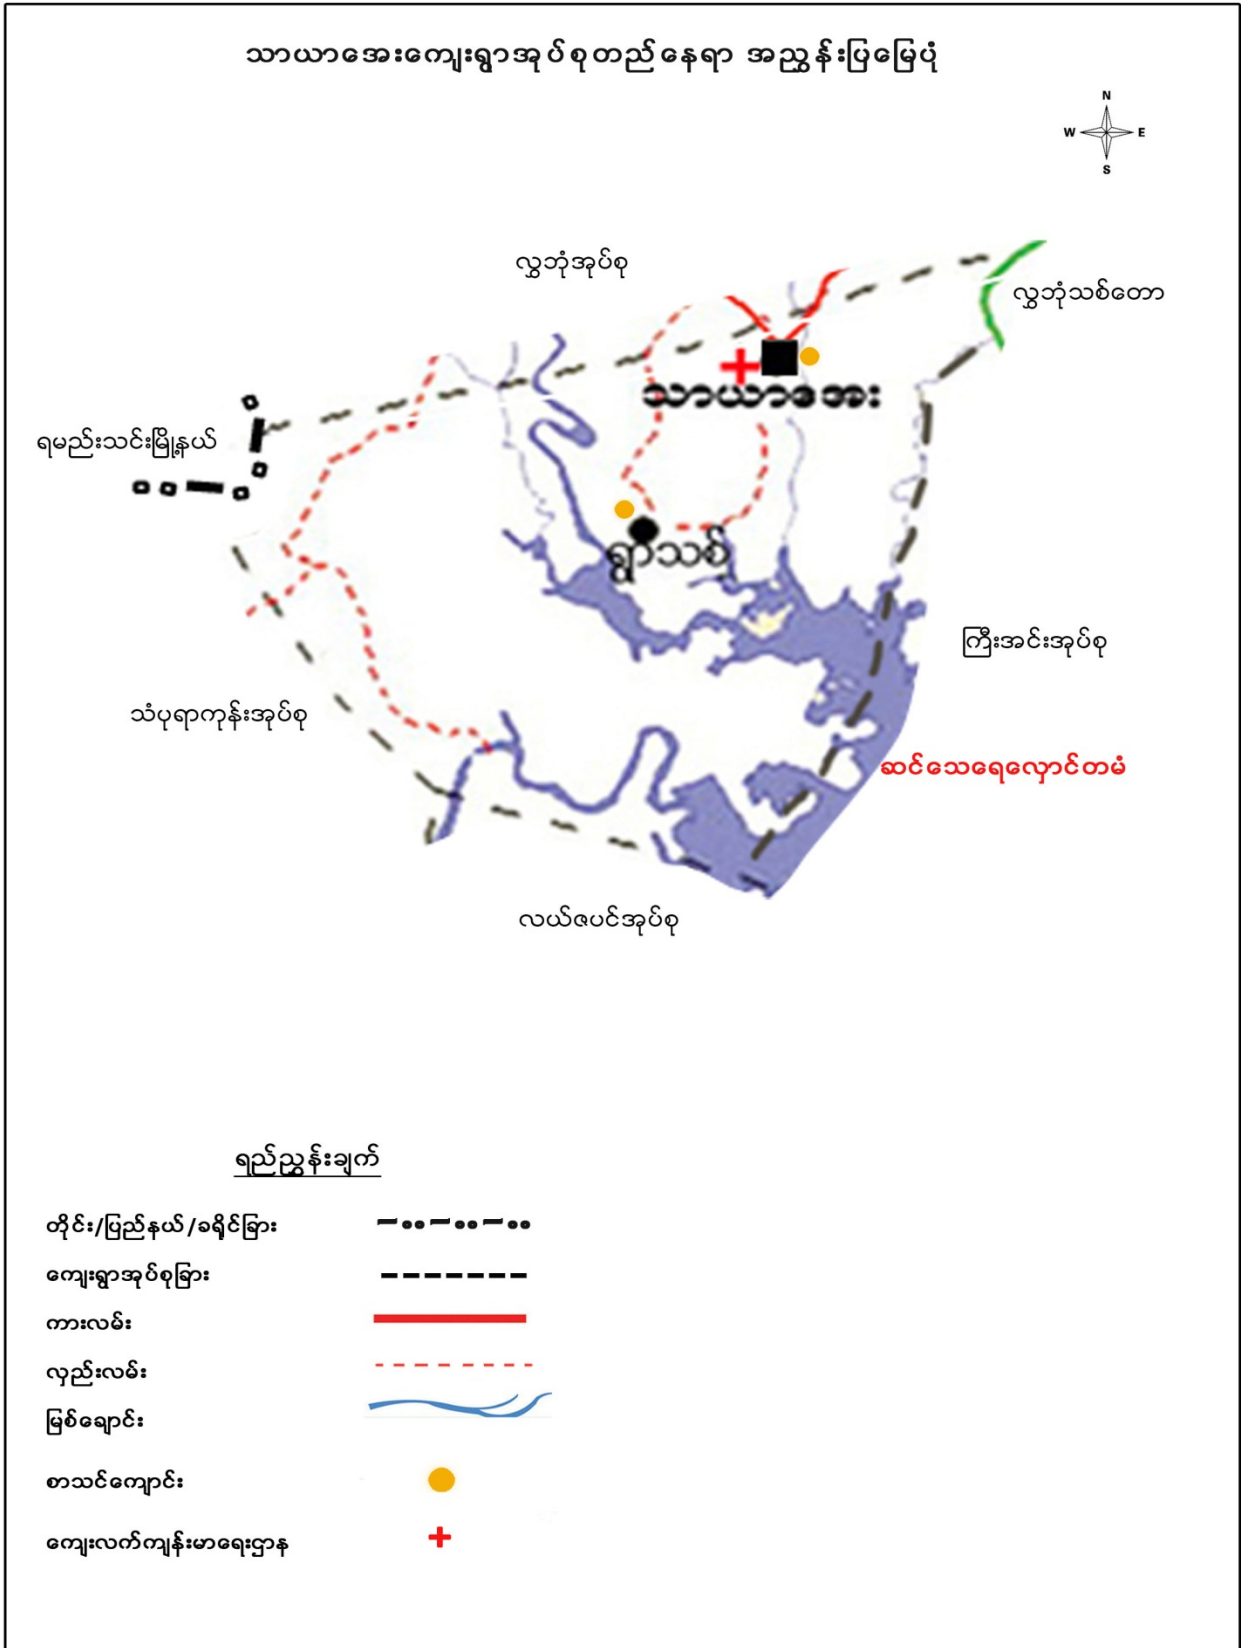 သာယာအေးကျေးရွာအုပ်စုတည်နေရာ အညွှန်းပြမြေပုံ
N
W E
S
လွှဘုံအုပ်စု
လွှဘုံသစ်တော
သာယာအေး
ရမည်းသင်းမြို့နယ်
ရွာသစ်
ကြီးအင်းအုပ်စု
သံပုရာကုန်းအုပ်စု
ဆင်သေရေလှောင်တမံ
လယ်ဇပင်အုပ်စု
ရည်ညွှန်းချက်
တိုင်း/ပြည်နယ်/ခရိုင်ခြား
ကျေးရွာအုပ်စုခြား
ကားလမ်း
လှည်းလမ်း
မြစ်ချောင်း
စာသင်ကျောင်း
ကျေးလက်ကျန်းမာရေးဌာန